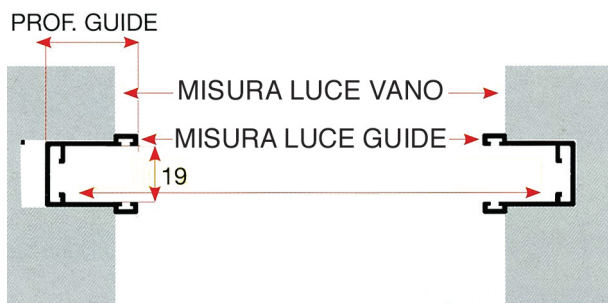 PROF. GUIDE
MISURA LUCE VANO
MISURA LUCE GUIDE
19